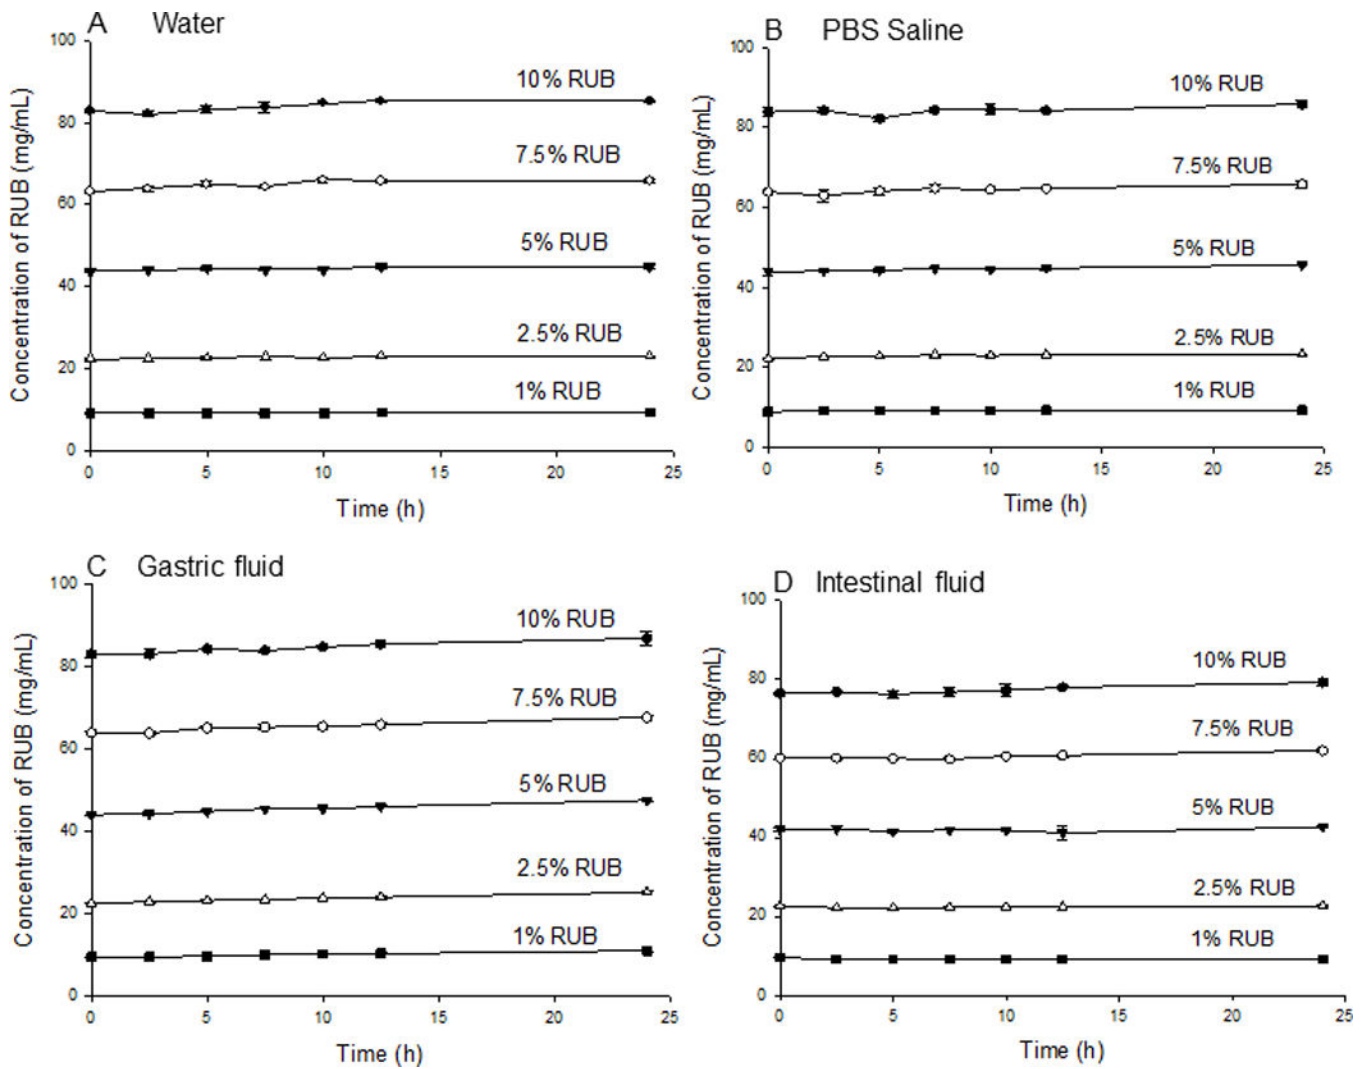 A Water
Concentration of RUB (mg/mL)
100
80
60
40
20
0
10% RUB
7.5% RUB
5% RUB
2.5% RUB
1% RUB
0 5 10 15 20 25
Time (h)
B PBS Saline
Concentration of RUB (mg/mL)
100
80
60
40
20
0
10% RUB
7.5% RUB
5% RUB
2.5% RUB
1% RUB
0 5 10 15 20 25
Time (h)
C Gastric fluid
Concentration of RUB (mg/mL)
100
80
60
40
20
0
10% RUB
7.5% RUB
5% RUB
2.5% RUB
1% RUB
0 5 10 15 20 25
Time (h)
D Intestinal fluid
Concentration of RUB (mg/mL)
100
80
60
40
20
0
10% RUB
7.5% RUB
5% RUB
2.5% RUB
1% RUB
0 5 10 15 20 25
Time (h)